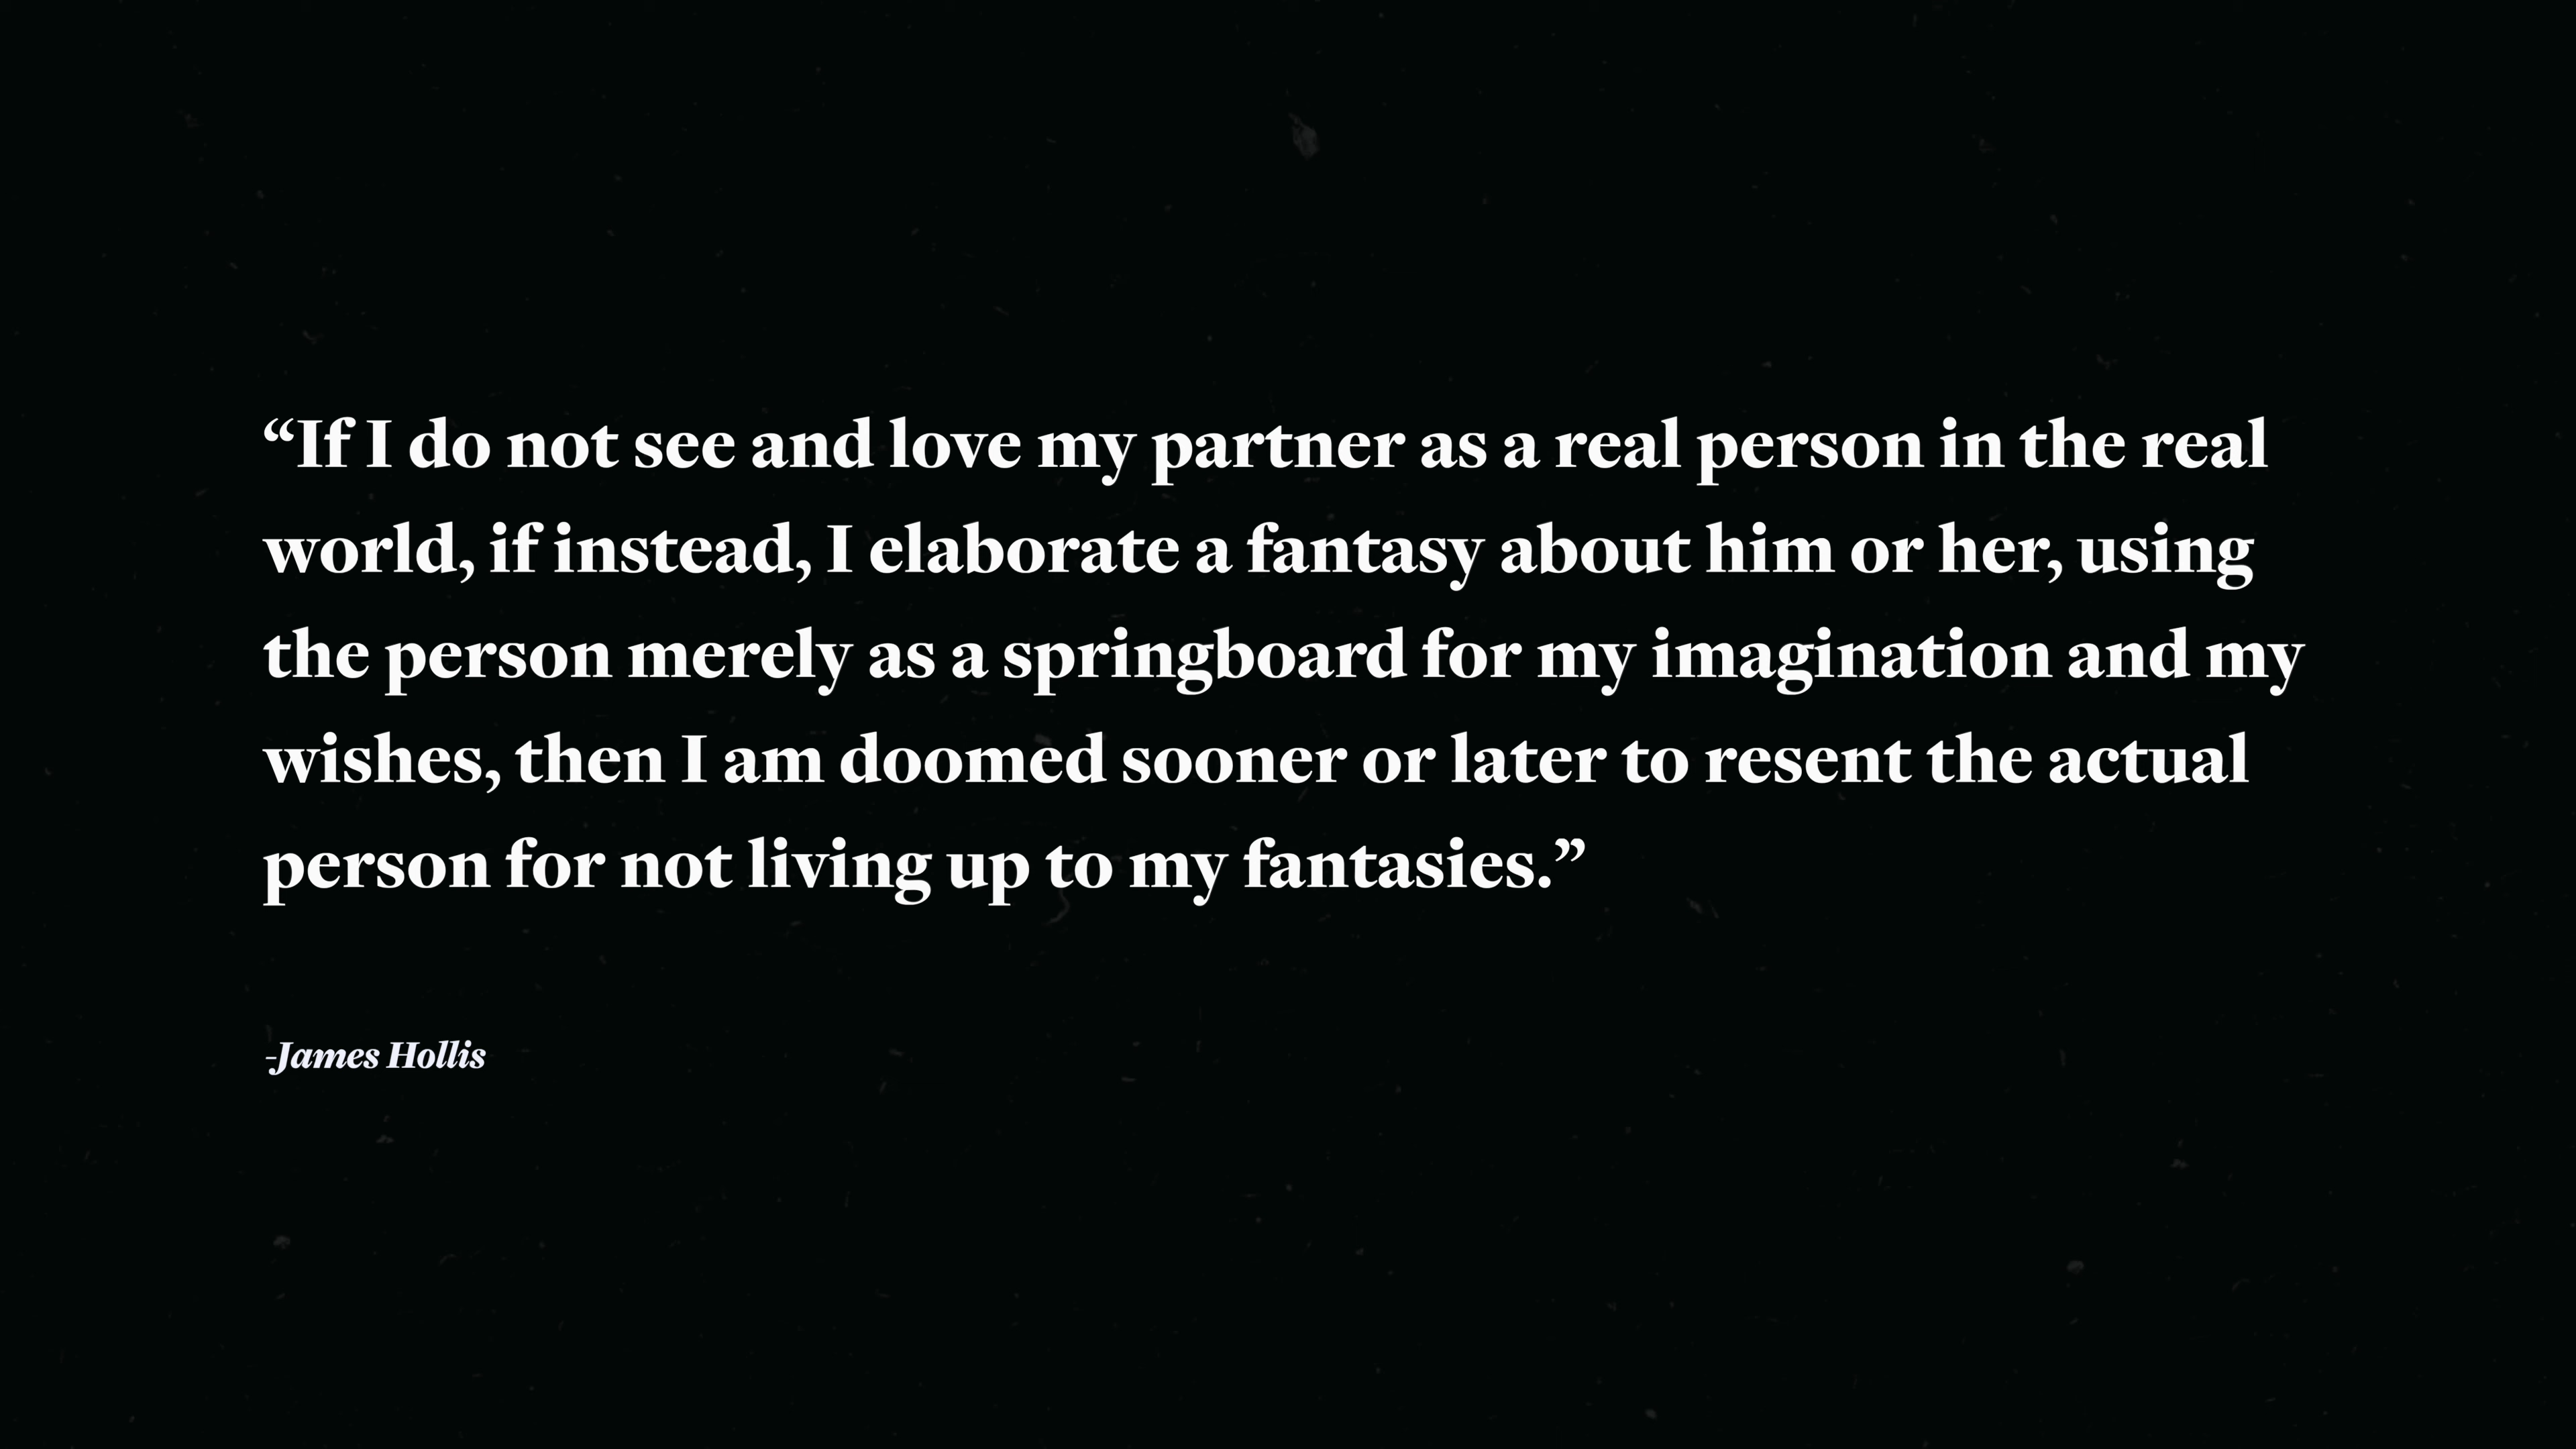 “If I do not see and love my partner as a real person in the real
world, if instead, I elaborate a fantasy about him or her, using
the person merely as a springboard for my imagination and my
wishes, then I am doomed sooner or later to resent the actual
person for not living up to my fantasies.”
-James Hollis